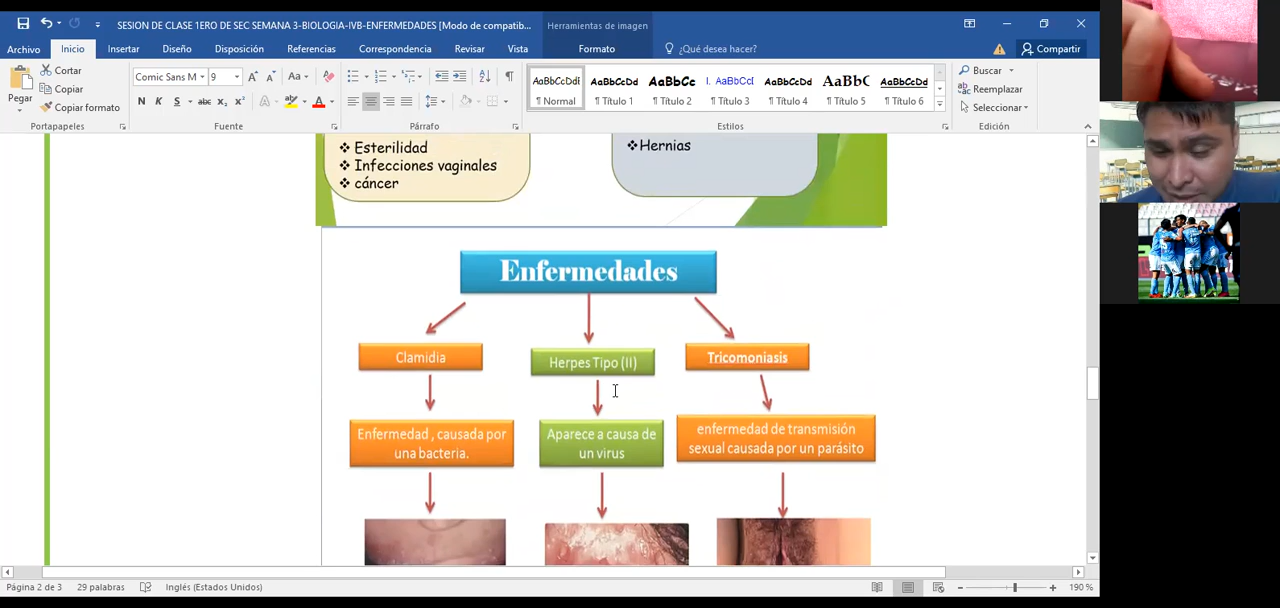 SESION DE CLASE 1ERO DE SEC SEMANA 3-BIOLOGIA-IVB-ENFERMEDADES [Modo de compatib...
Herramientas de imagen
Archivo
Inicio
Insertar
Diseño
Disposición
Referencias
Correspondencia
Revisar
Vista
Formato
¿Qué desea hacer?
Compartir
Pegar
Cortar
Copiar
Copiar formato
Portapapeles
Comic Sans M
9
Aa
N K S abc x₂ x²
Fuente
Párrafo
AaBbCcDdI AaBbCcDd AaBbCc I. AaBbCcI AaBbCcDd AaBbC AaBbCcDd
¶ Normal ¶ Título 1 ¶ Título 2 ¶ Título 3 ¶ Título 4 ¶ Título 5 ¶ Título 6
Estilos
Buscar
Reemplazar
Seleccionar
Edición
❖ Esterilidad
❖ Infecciones vaginales
❖ cáncer
❖Hernias
Enfermedades
Clamidia
Herpes Tipo (II)
Tricomoniasis
Enfermedad , causada por
una bacteria.
Aparece a causa de
un virus
enfermedad de transmisión
sexual causada por un parásito
Página 2 de 3
29 palabras
Inglés (Estados Unidos)
190 %